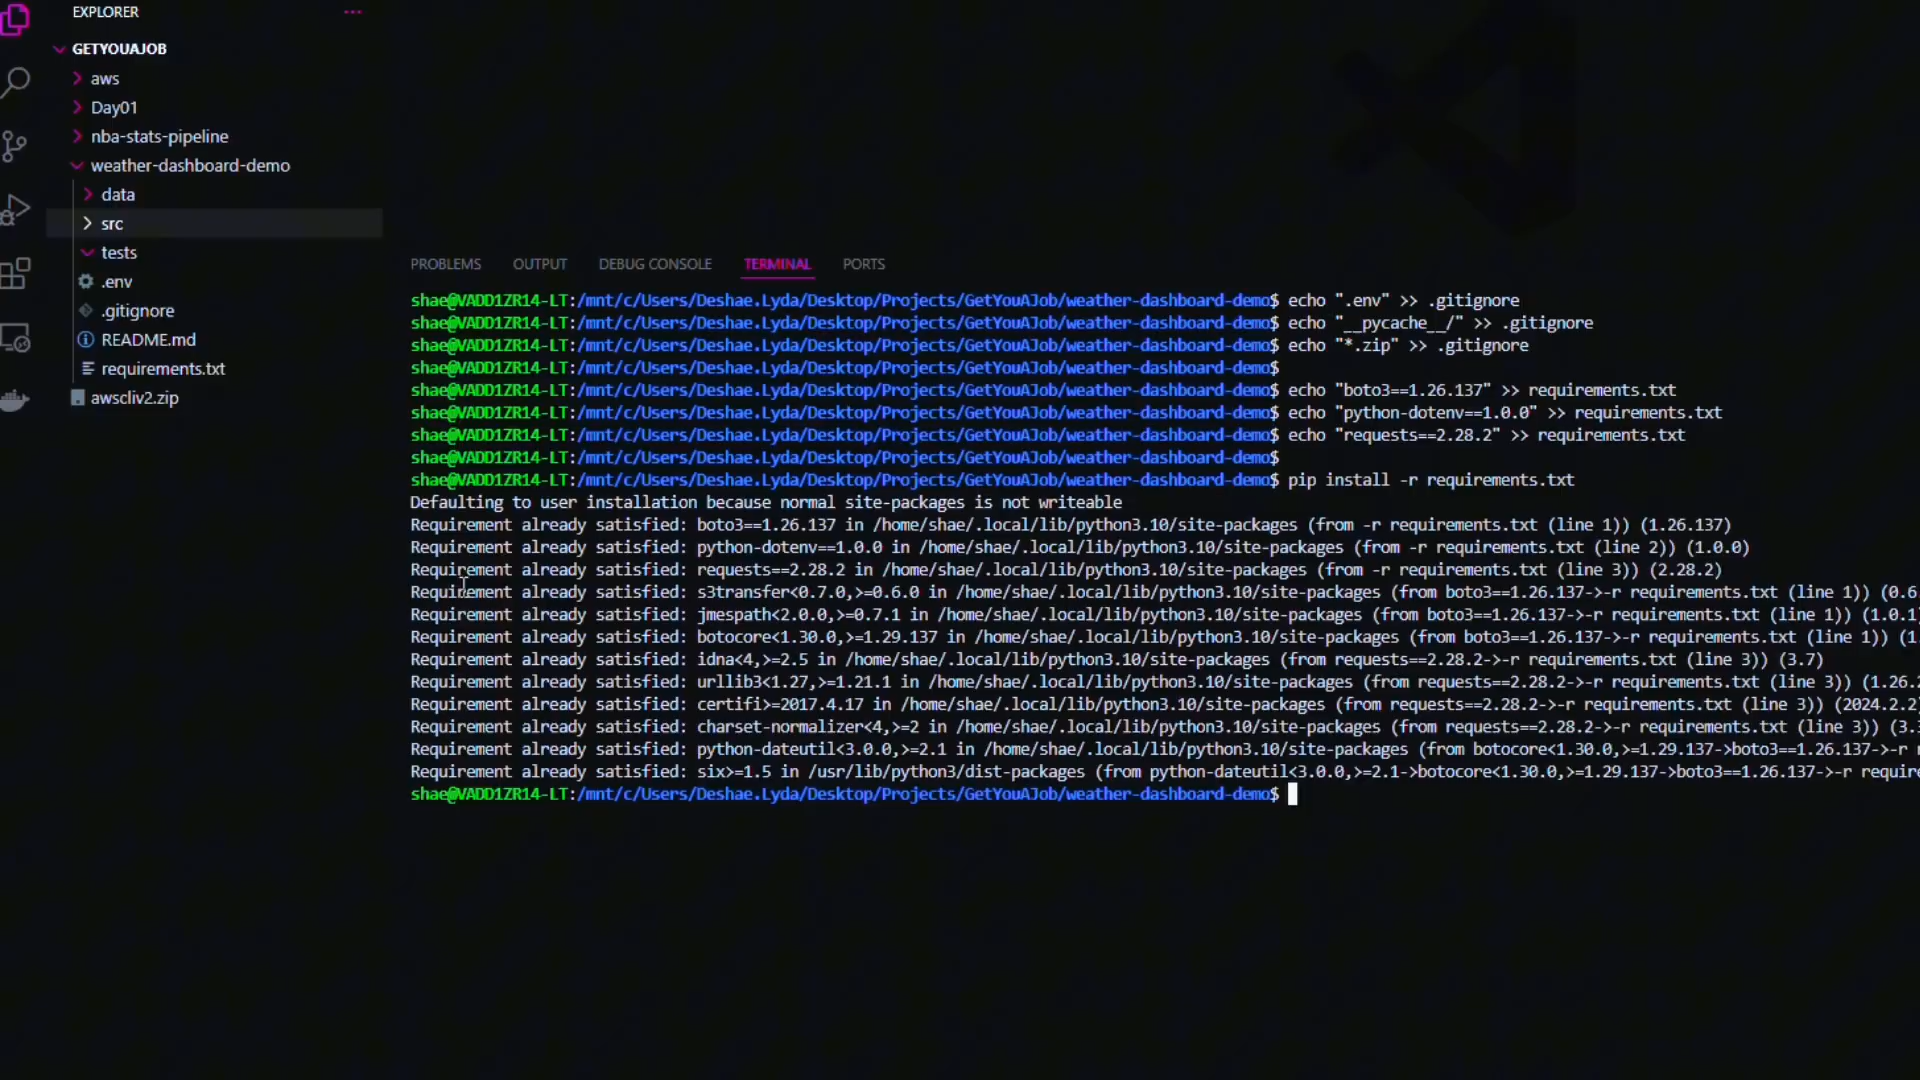 EXPLORER
GETYOUAJOB
aws
Day01
nba-stats-pipeline
weather-dashboard-demo
data
src
tests
.env
.gitignore
README.md
requirements.txt
awscliv2.zip
PROBLEMS OUTPUT DEBUG CONSOLE TERMINAL PORTS
shae@VADD1ZR14-LT:/mnt/c/Users/Deshae.Lyda/Desktop/Projects/GetYouAJob/weather-dashboard-demo$ echo ".env" >> .gitignore
shae@VADD1ZR14-LT:/mnt/c/Users/Deshae.Lyda/Desktop/Projects/GetYouAJob/weather-dashboard-demo$ echo "__pycache__/" >> .gitignore
shae@VADD1ZR14-LT:/mnt/c/Users/Deshae.Lyda/Desktop/Projects/GetYouAJob/weather-dashboard-demo$ echo "*.zip" >> .gitignore
shae@VADD1ZR14-LT:/mnt/c/Users/Deshae.Lyda/Desktop/Projects/GetYouAJob/weather-dashboard-demo$
shae@VADD1ZR14-LT:/mnt/c/Users/Deshae.Lyda/Desktop/Projects/GetYouAJob/weather-dashboard-demo$ echo "boto3==1.26.137" >> requirements.txt
shae@VADD1ZR14-LT:/mnt/c/Users/Deshae.Lyda/Desktop/Projects/GetYouAJob/weather-dashboard-demo$ echo "python-dotenv==1.0.0" >> requirements.txt
shae@VADD1ZR14-LT:/mnt/c/Users/Deshae.Lyda/Desktop/Projects/GetYouAJob/weather-dashboard-demo$ echo "requests==2.28.2" >> requirements.txt
shae@VADD1ZR14-LT:/mnt/c/Users/Deshae.Lyda/Desktop/Projects/GetYouAJob/weather-dashboard-demo$
shae@VADD1ZR14-LT:/mnt/c/Users/Deshae.Lyda/Desktop/Projects/GetYouAJob/weather-dashboard-demo$ pip install -r requirements.txt
Defaulting to user installation because normal site-packages is not writeable
Requirement already satisfied: boto3==1.26.137 in /home/shae/.local/lib/python3.10/site-packages (from -r requirements.txt (line 1)) (1.26.137)
Requirement already satisfied: python-dotenv==1.0.0 in /home/shae/.local/lib/python3.10/site-packages (from -r requirements.txt (line 2)) (1.0.0)
Requirement already satisfied: requests==2.28.2 in /home/shae/.local/lib/python3.10/site-packages (from -r requirements.txt (line 3)) (2.28.2)
Requirement already satisfied: s3transfer<0.7.0,>=0.6.0 in /home/shae/.local/lib/python3.10/site-packages (from boto3==1.26.137->-r requirements.txt (line 1)) (0.6
Requirement already satisfied: jmespath<2.0.0,>=0.7.1 in /home/shae/.local/lib/python3.10/site-packages (from boto3==1.26.137->-r requirements.txt (line 1)) (1.0.1
Requirement already satisfied: botocore<1.30.0,>=1.29.137 in /home/shae/.local/lib/python3.10/site-packages (from boto3==1.26.137->-r requirements.txt (line 1)) (1
Requirement already satisfied: idna<4,>=2.5 in /home/shae/.local/lib/python3.10/site-packages (from requests==2.28.2->-r requirements.txt (line 3)) (3.7)
Requirement already satisfied: urllib3<1.27,>=1.21.1 in /home/shae/.local/lib/python3.10/site-packages (from requests==2.28.2->-r requirements.txt (line 3)) (1.26.2
Requirement already satisfied: certifi>=2017.4.17 in /home/shae/.local/lib/python3.10/site-packages (from requests==2.28.2->-r requirements.txt (line 3)) (2024.2.2
Requirement already satisfied: charset-normalizer<4,>=2 in /home/shae/.local/lib/python3.10/site-packages (from requests==2.28.2->-r requirements.txt (line 3)) (3.3
Requirement already satisfied: python-dateutil<3.0.0,>=2.1 in /home/shae/.local/lib/python3.10/site-packages (from botocore<1.30.0,>=1.29.137->boto3==1.26.137->-r
Requirement already satisfied: six>=1.5 in /usr/lib/python3/dist-packages (from python-dateutil<3.0.0,>=2.1->botocore<1.30.0,>=1.29.137->boto3==1.26.137->-r require
shae@VADD1ZR14-LT:/mnt/c/Users/Deshae.Lyda/Desktop/Projects/GetYouAJob/weather-dashboard-demo$